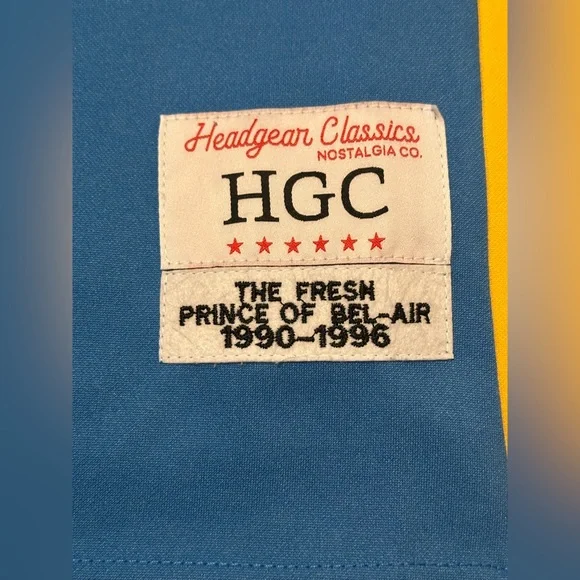 Headgear Classics
NOSTALGIA CO.
HGC
THE FRESH
PRINCE OF BEL-AIR
1990-1996